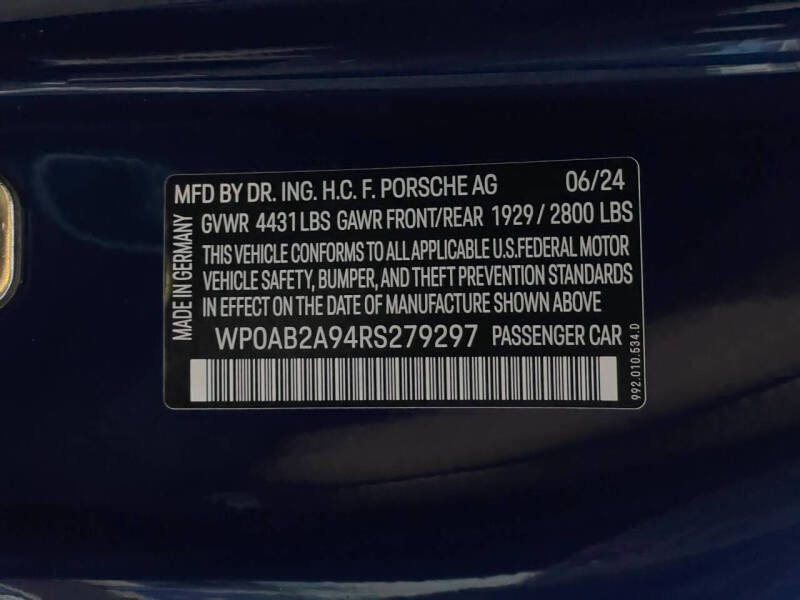 MFD BY DR. ING. H.C. F. PORSCHE AG 06/24
GVWR 4431 LBS GAWR FRONT/REAR 1929 / 2800 LBS
THIS VEHICLE CONFORMS TO ALL APPLICABLE U.S.FEDERAL MOTOR
VEHICLE SAFETY, BUMPER, AND THEFT PREVENTION STANDARDS
IN EFFECT ON THE DATE OF MANUFACTURE SHOWN ABOVE
WP0AB2A94RS279297 PASSENGER CAR
MADE IN GERMANY
992.010.534.D